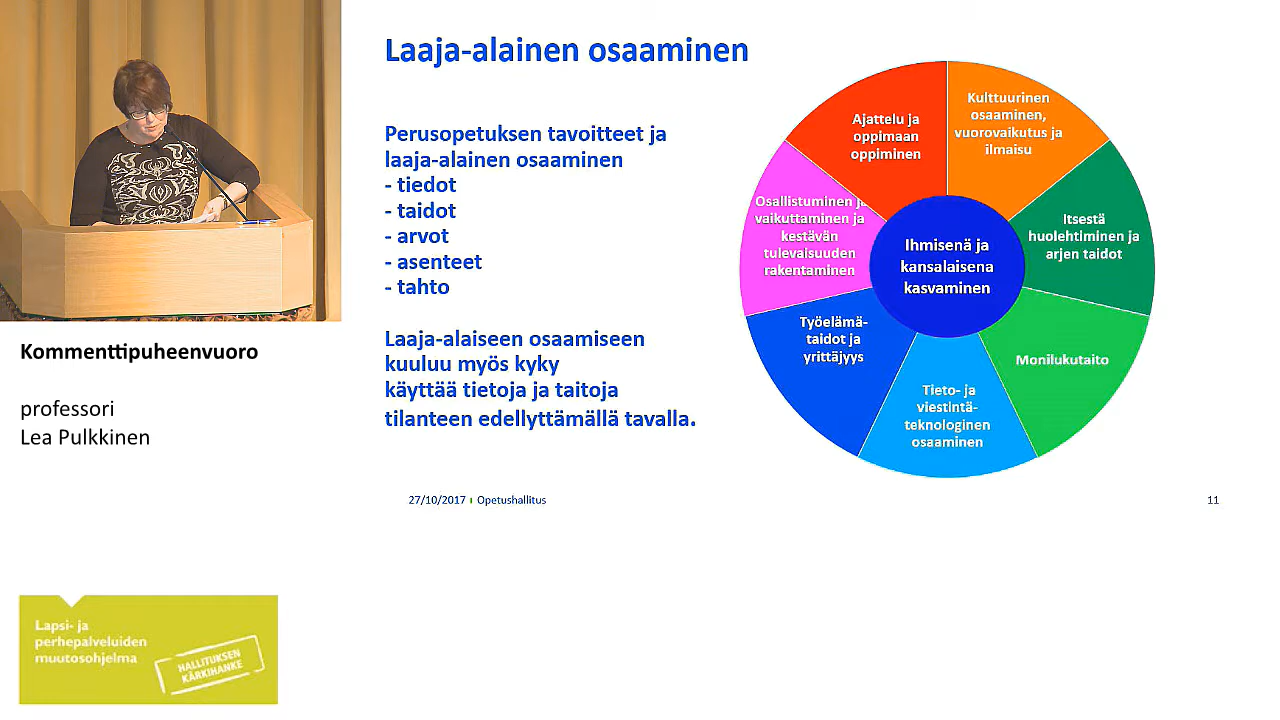 Laaja-alainen osaaminen
Perusopetuksen tavoitteet ja
laaja-alainen osaaminen
- tiedot
- taidot
- arvot
- asenteet
- tahto
Laaja-alaiseen osaamiseen
kuuluu myös kyky
käyttää tietoja ja taitoja
tilanteen edellyttämällä tavalla.
Ajattelu ja
oppimaan
oppiminen
Kulttuurinen
osaaminen,
vuorovaikutus ja
ilmaisu
Itsestä
huolehtiminen ja
arjen taidot
Monilukutaito
Tieto- ja
viestintä-
teknologinen
osaaminen
Työelämä-
taidot ja
yrittäjyys
Osallistuminen ja
vaikuttaminen ja
kestävän
tulevaisuuden
rakentaminen
Ihmisenä ja
kansalaisena
kasvaminen
27/10/2017 Opetushallitus
11
Kommenttipuheenvuoro
professori
Lea Pulkkinen
Lapsi- ja
perhepalveluiden
muutosohjelma
HALLITUKSEN
KÄRKIHANKE